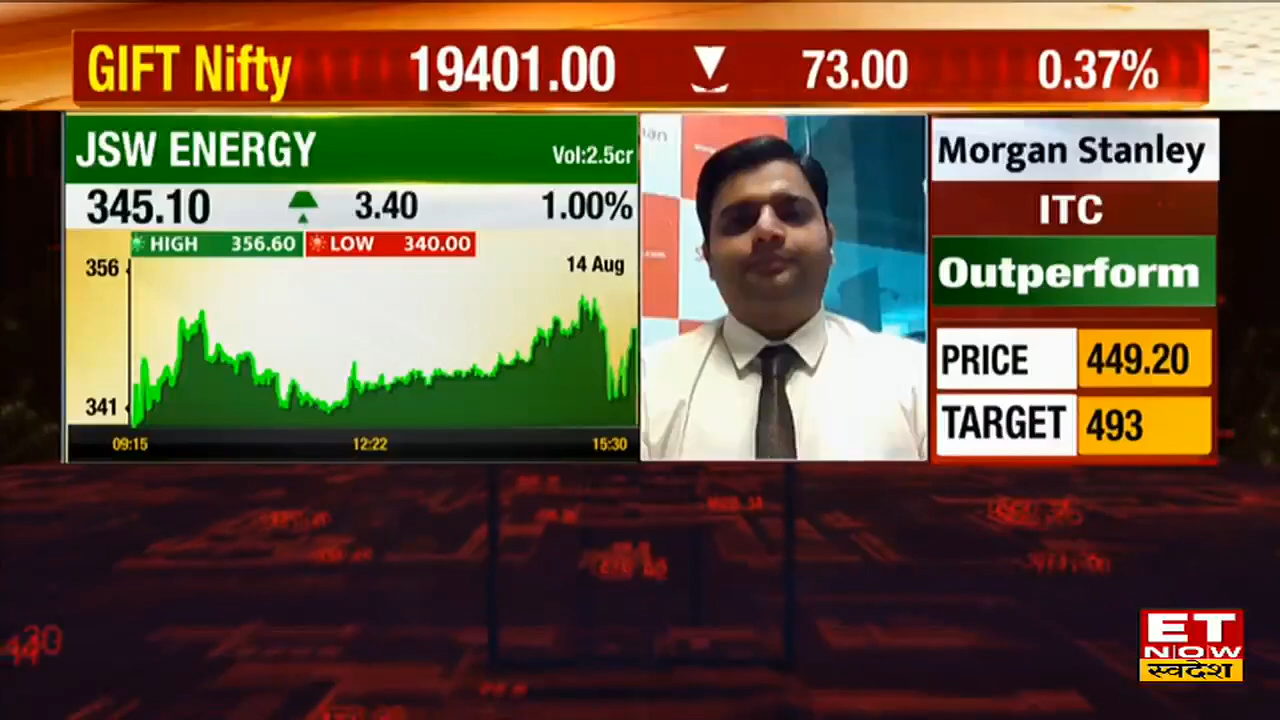 GIFT Nifty 19401.00 73.00 0.37%
JSW ENERGY Vol:2.5cr
345.10 3.40 1.00%
HIGH 356.60 LOW 340.00
356 14 Aug
341
09:15 12:22 15:30
Morgan Stanley
ITC
Outperform
PRICE 449.20
TARGET 493
ET
NOW
स्वदेश